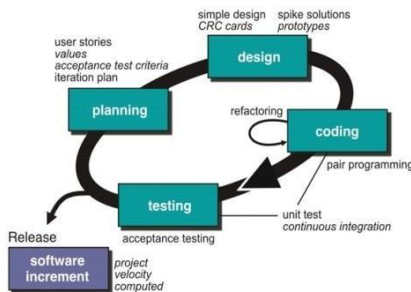 simple design
CRC cards
spike solutions
prototypes
user stories
values
acceptance test criteria
iteration plan
design
planning
refactoring
coding
pair programming
testing
unit test
continuous integration
acceptance testing
Release
software
increment
project
velocity
computed